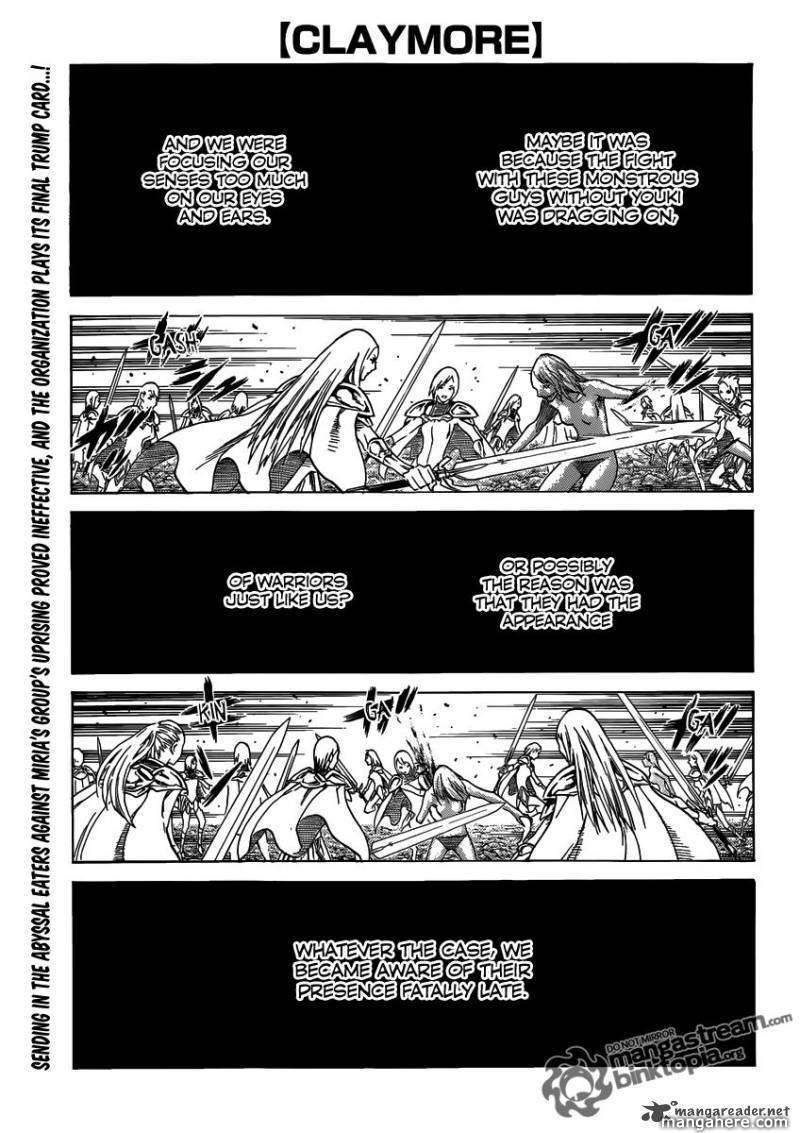 【CLAYMORE】
SENDING IN THE ABYSSAL EATERS AGAINST MIRIA'S GROUP'S UPRISING PROVED INEFFECTIVE, AND THE ORGANIZATION PLAYS ITS FINAL TRUMP CARD...!
MAYBE IT WAS
BECAUSE THE FIGHT
WITH THESE MONSTROUS
GUYS WITHOUT YOUKI
WAS DRAGGING ON,
AND WE WERE
FOCUSING OUR
SENSES TOO MUCH
ON OUR EYES
AND EARS.
GA
GASH
OR POSSIBLY
THE REASON WAS
THAT THEY HAD THE
APPEARANCE
OF WARRIORS
JUST LIKE US?
GA
GA
KIN
WHATEVER THE CASE, WE
BECAME AWARE OF THEIR
PRESENCE FATALLY LATE.
DO NOT MIRROR
mangastream.com
binktopia.org
mangareader.net
mangahere.com